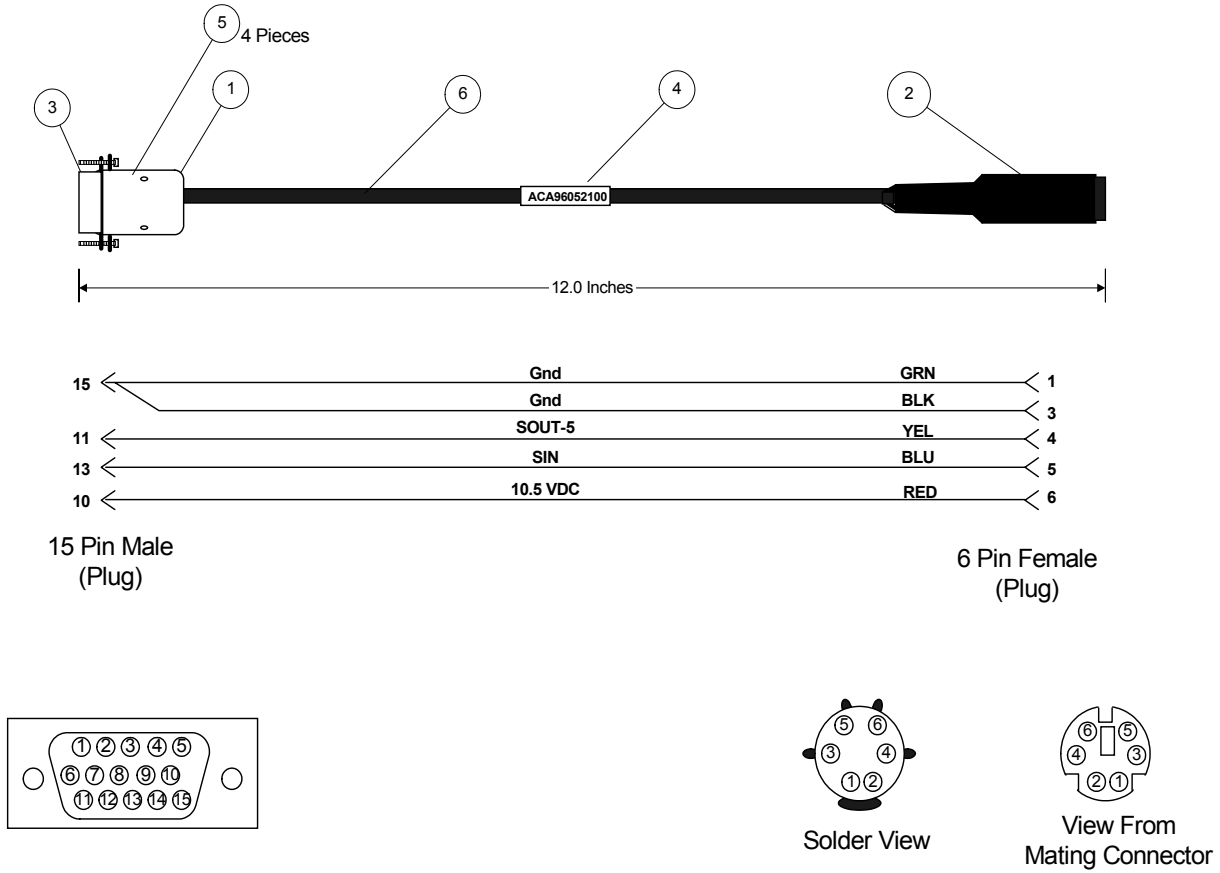 5
4 Pieces
3
1
6
4
2
ACA96052100
12.0 Inches
15 Gnd GRN 1
Gnd BLK 3
11 SOUT-5 YEL 4
13 SIN BLU 5
10 10.5 VDC RED 6
15 Pin Male
(Plug)
6 Pin Female
(Plug)
1 2 3 4 5
6 7 8 9 10
11 12 13 14 15
5 6
3 4
1 2
Solder View
6 5
4 3
2 1
View From
Mating Connector